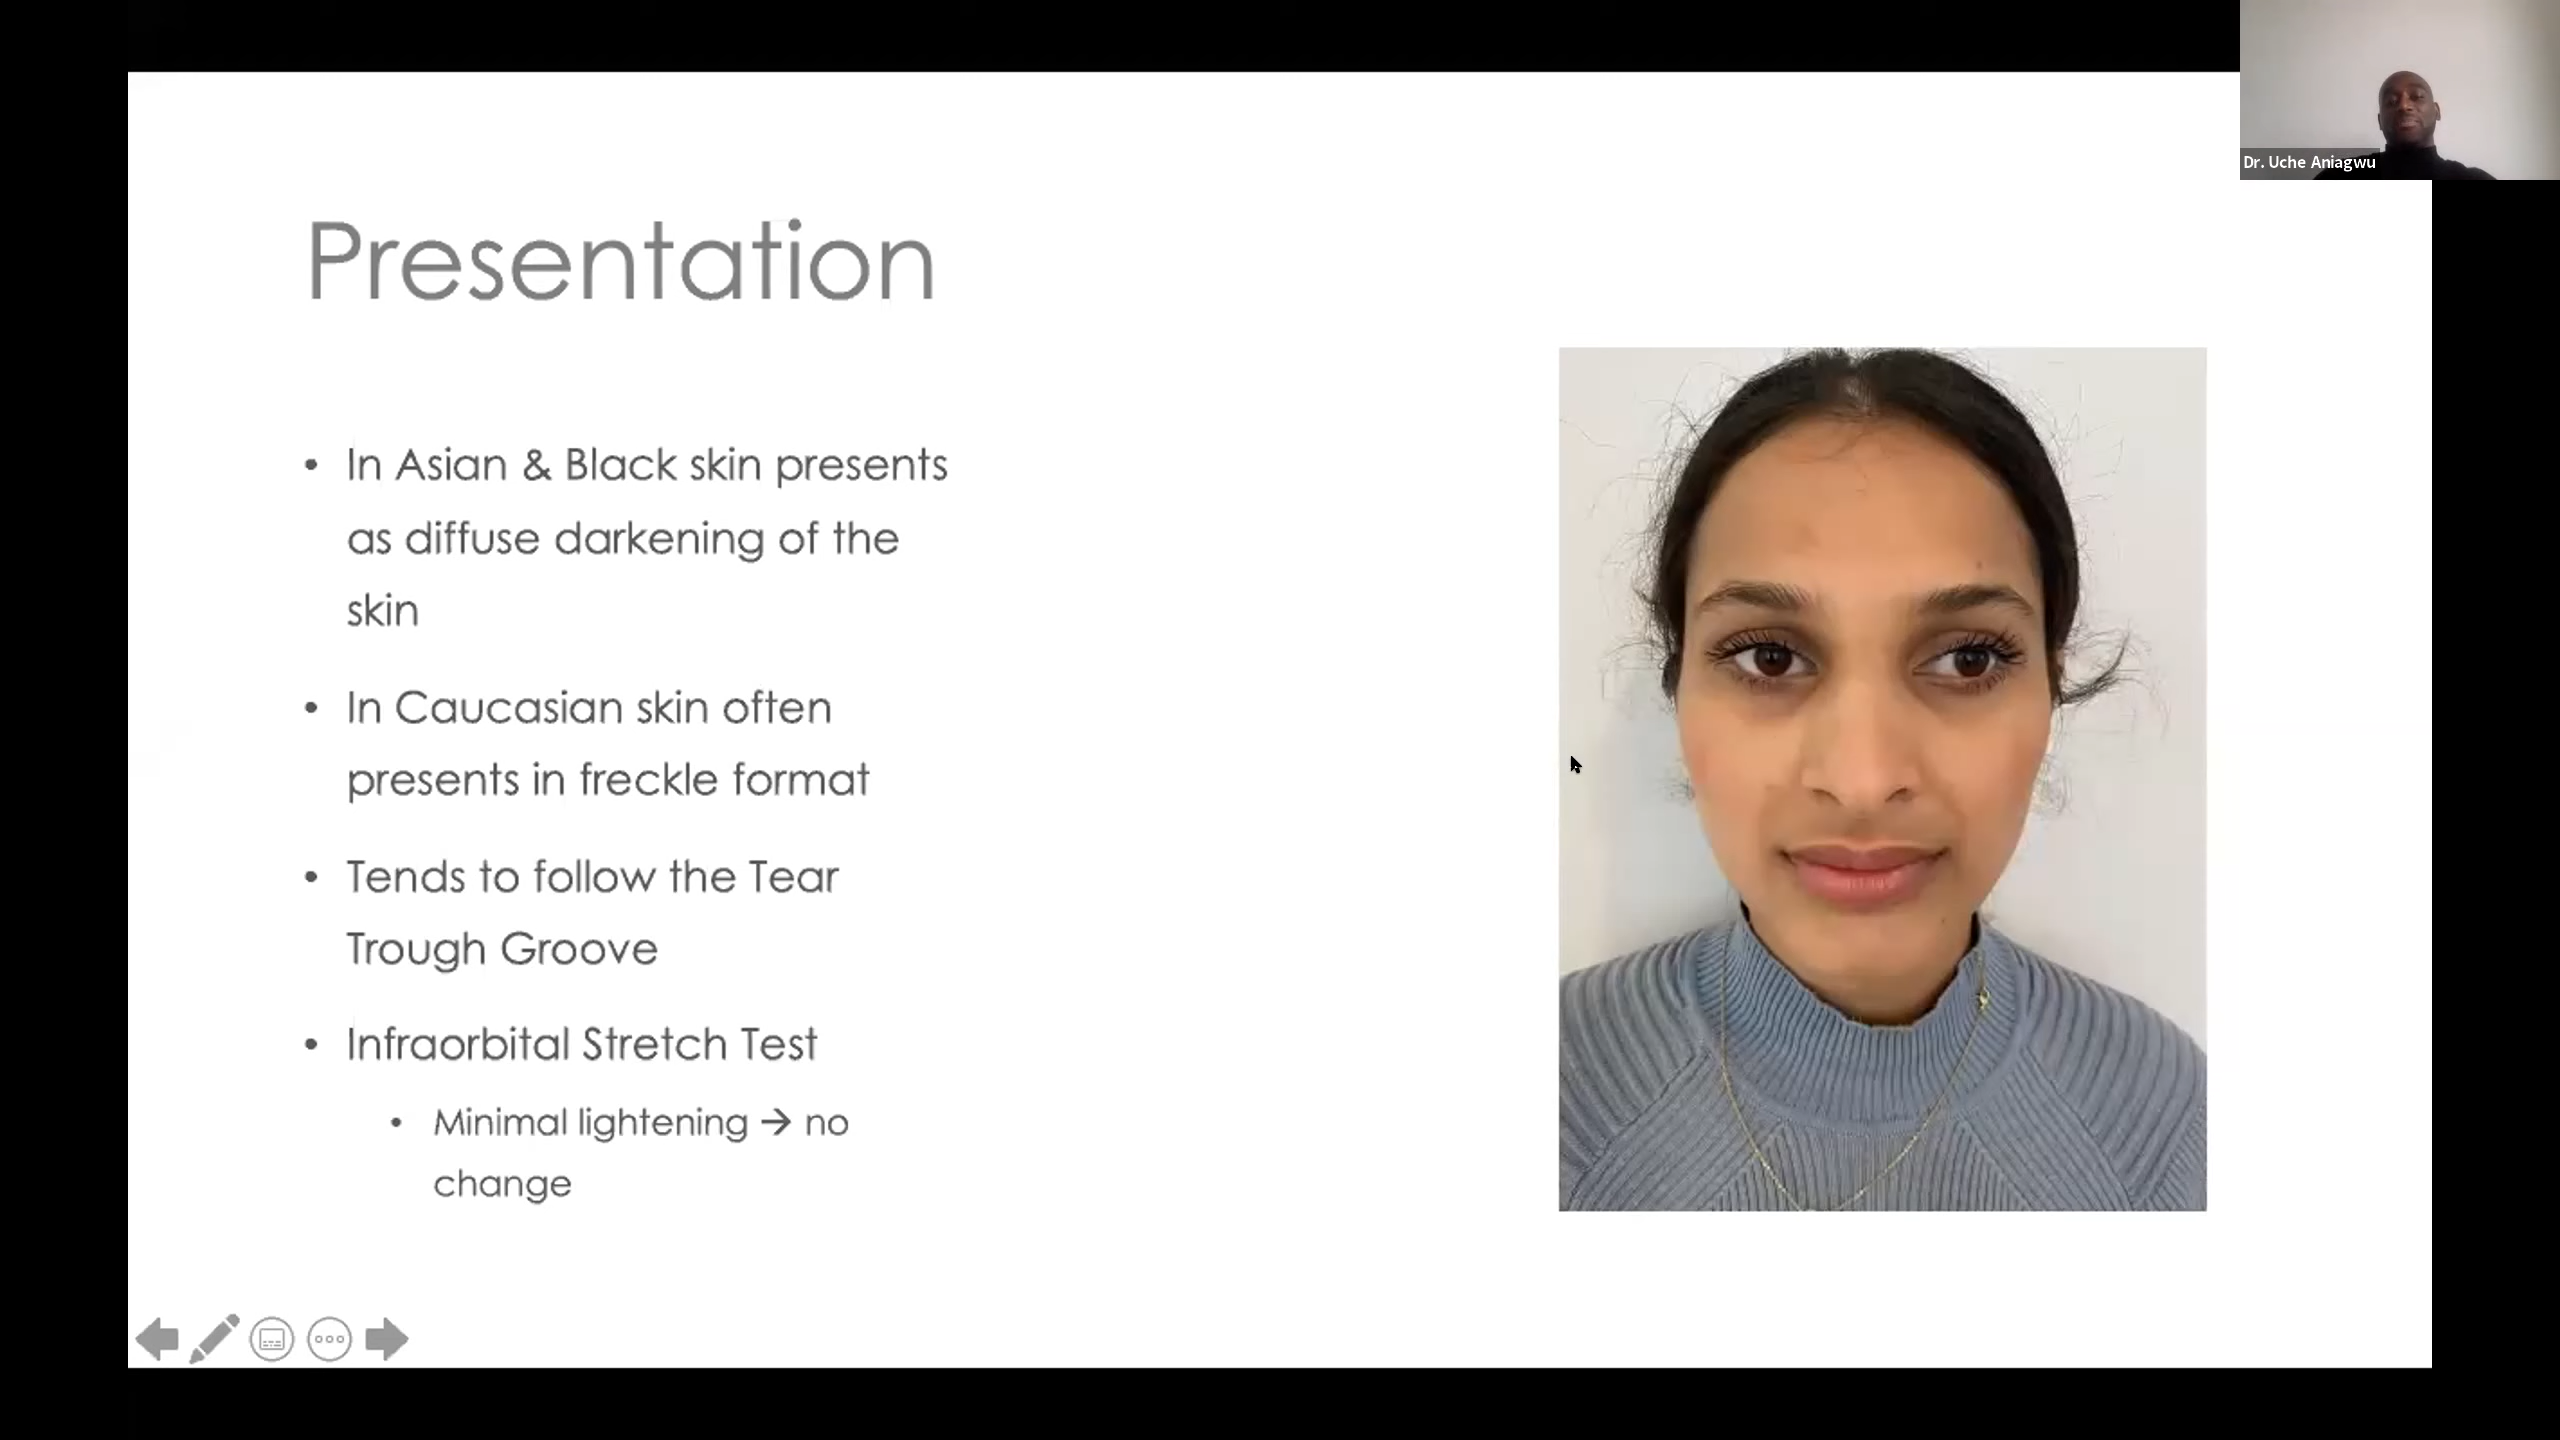 Dr. Uche Aniagwu
Presentation
• In Asian & Black skin presents
as diffuse darkening of the
skin
• In Caucasian skin often
presents in freckle format
• Tends to follow the Tear
Trough Groove
• Infraorbital Stretch Test
• Minimal lightening → no
change